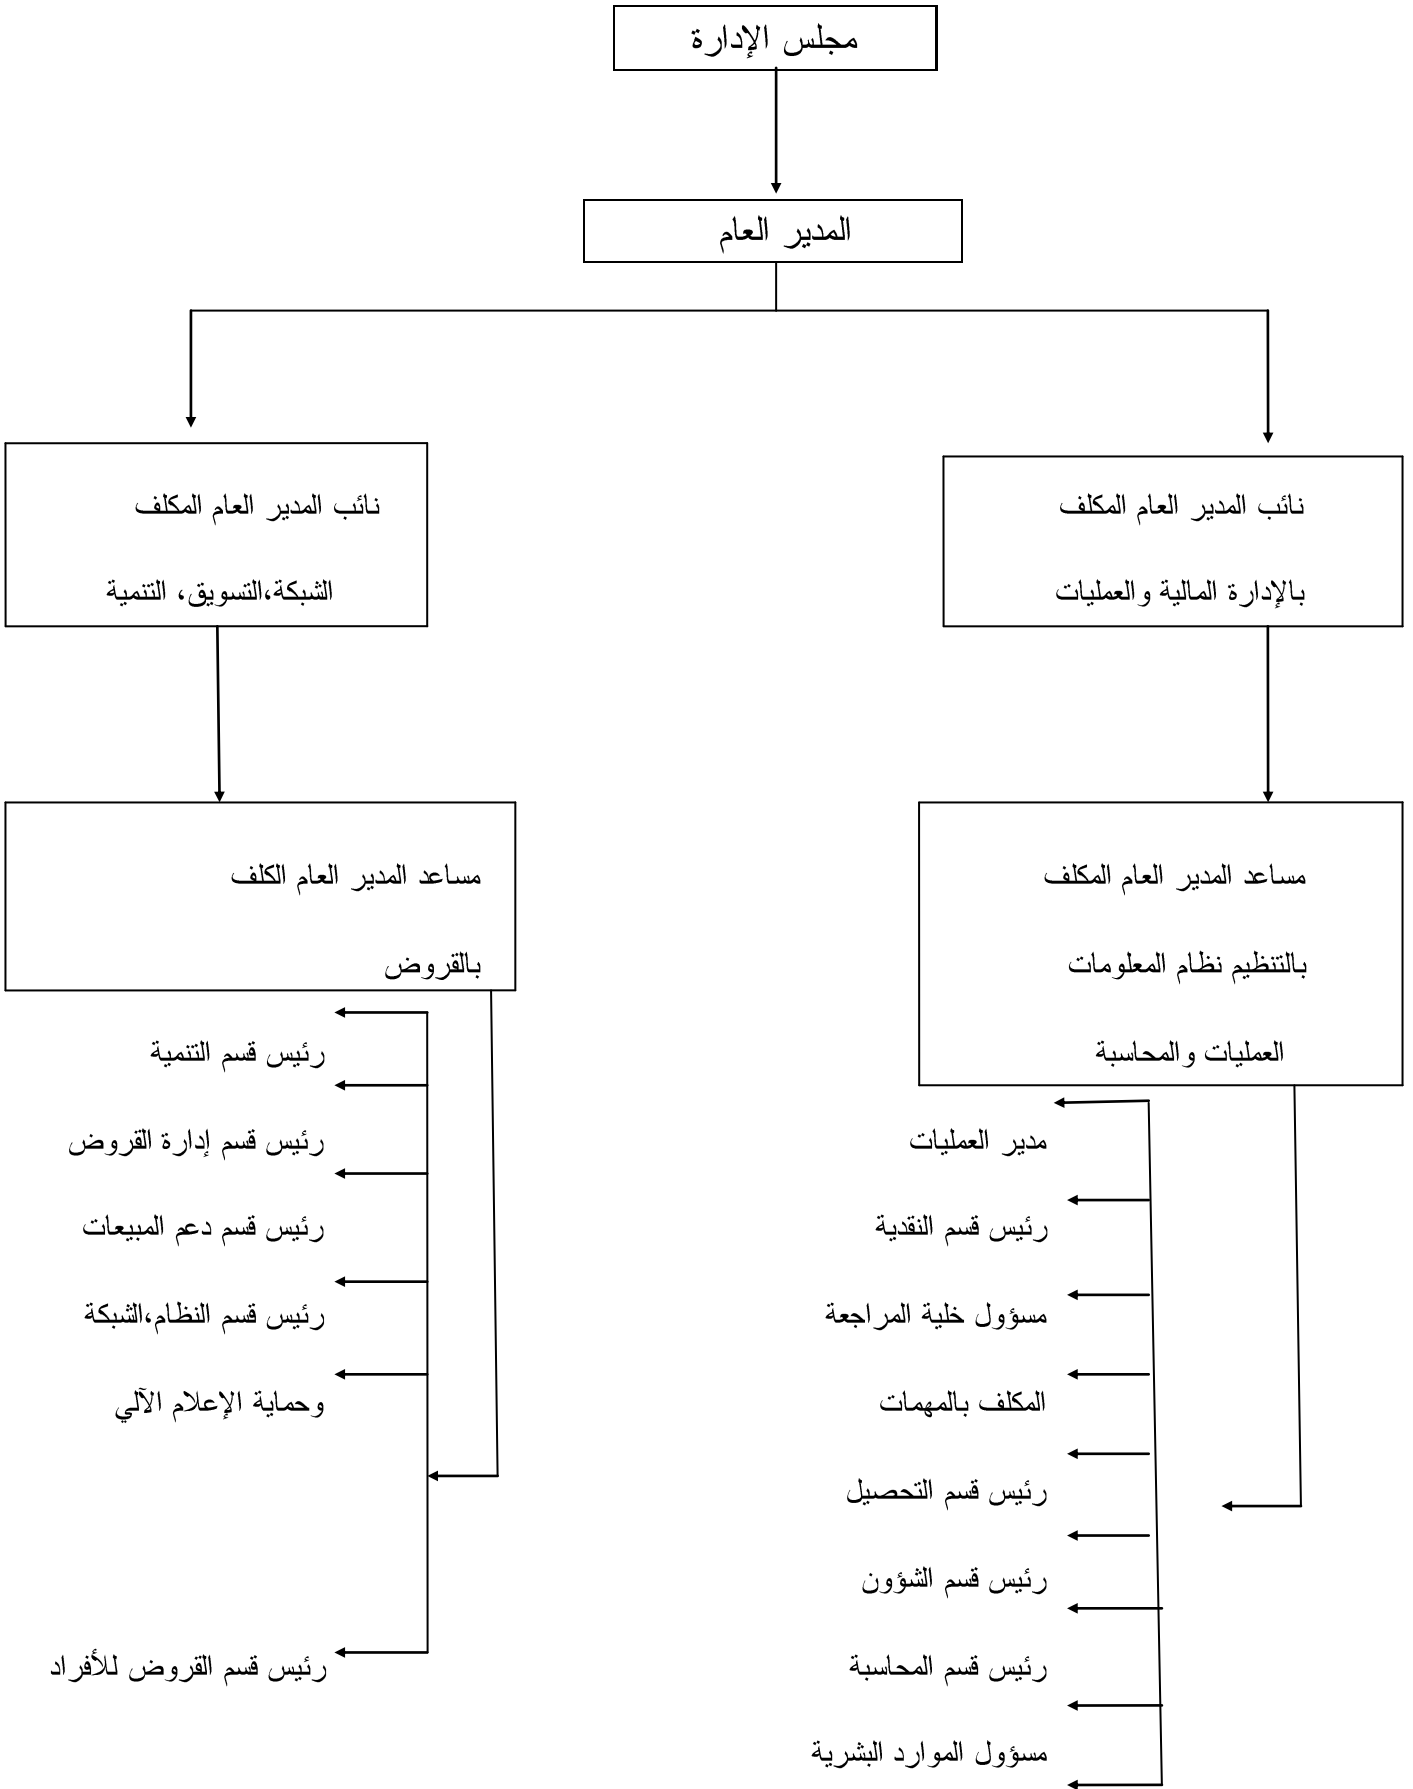 مجلس الإدارة
المدير العام
نائب المدير العام المكلف
بالإدارة المالية والعمليات
نائب المدير العام المكلف
الشبكة،التسويق، التنمية
مساعد المدير العام المكلف
بالتنظيم نظام المعلومات
العمليات والمحاسبة
مساعد المدير العام الكلف
بالقروض
مدير العمليات
رئيس قسم النقدية
مسؤول خلية المراجعة
المكلف بالمهمات
رئيس قسم التحصيل
رئيس قسم الشؤون
رئيس قسم المحاسبة
مسؤول الموارد البشرية
رئيس قسم التنمية
رئيس قسم إدارة القروض
رئيس قسم دعم المبيعات
رئيس قسم النظام،الشبكة
وحماية الإعلام الآلي
رئيس قسم القروض للأفراد